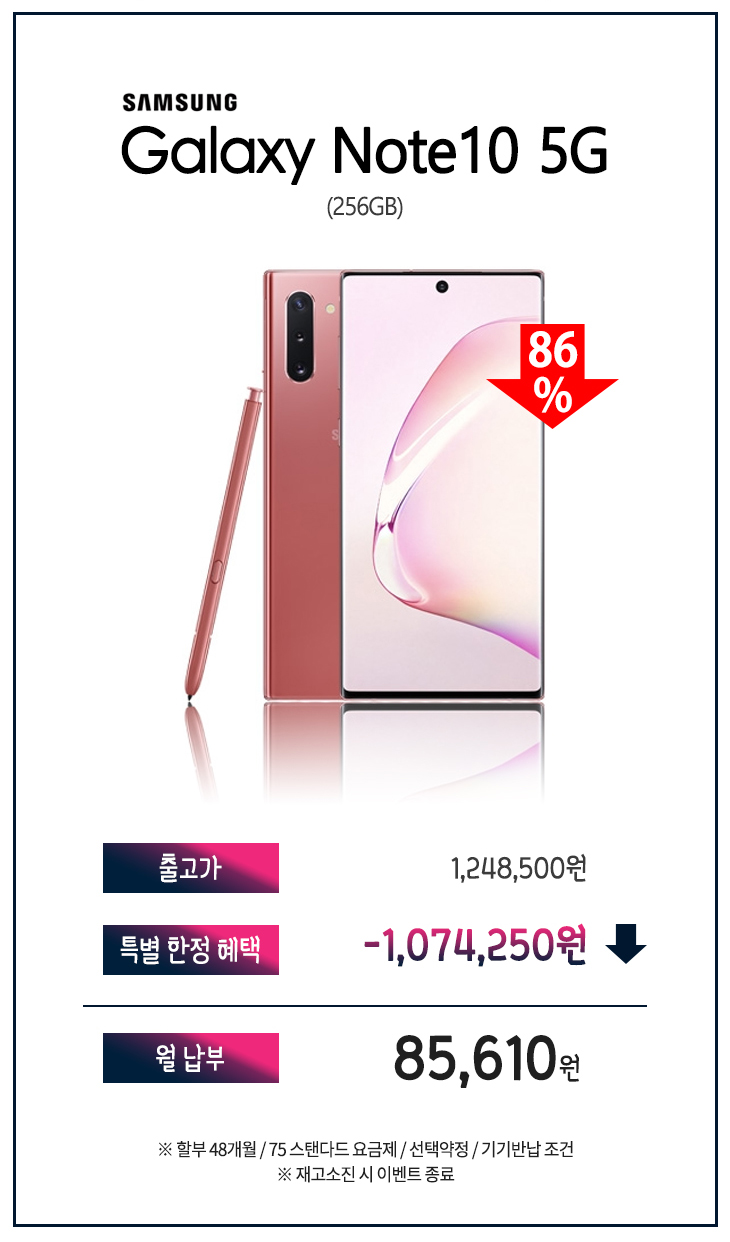 SAMSUNG
Galaxy Note10 5G
(256GB)
86
%
출고가 1,248,500원
특별 한정 혜택 -1,074,250원
월 납부 85,610원
※ 할부 48개월 / 75 스탠다드 요금제 / 선택약정 / 기기반납 조건
※ 재고소진 시 이벤트 종료